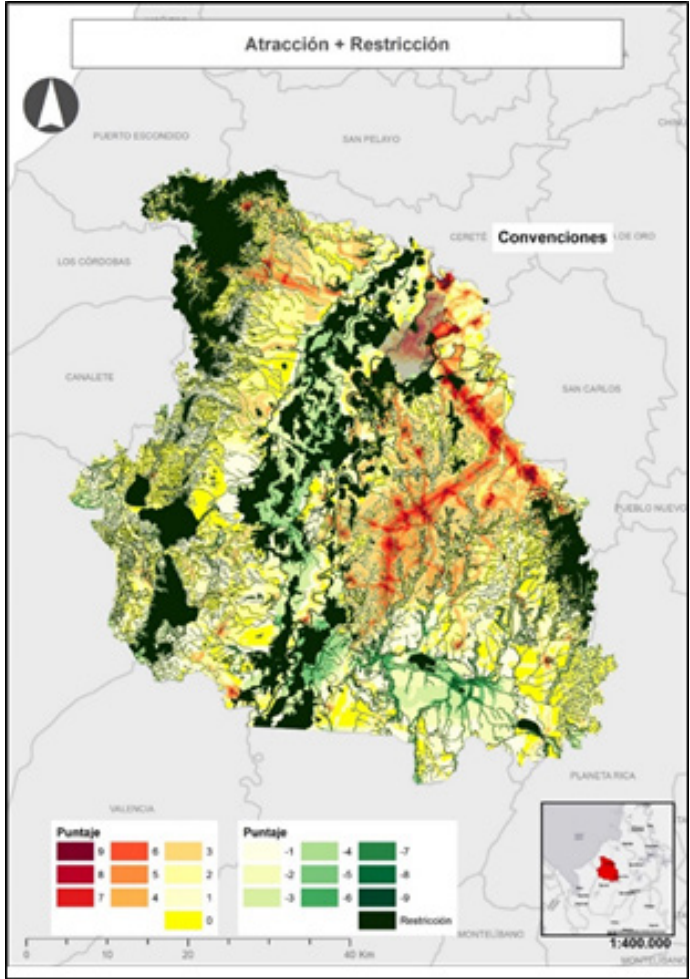 Atracción + Restricción
PUERTO ESCONDIDO
SAN PELAYO
CERETÉ
Convenciones
DE ORO
LOS CÓRDOBAS
CANALETE
SAN CARLOS
PUEBLO NUEVO
PLANETA RICA
VALENCIA
Puntaje
9 6 3
8 5 2
7 4 1
0
Puntaje
-1 -4 -7
-2 -5 -8
-3 -6 -9
Restricción
MONTELÍBANO
1:400.000
0 10 20 40 Km
MONTELÍBANO